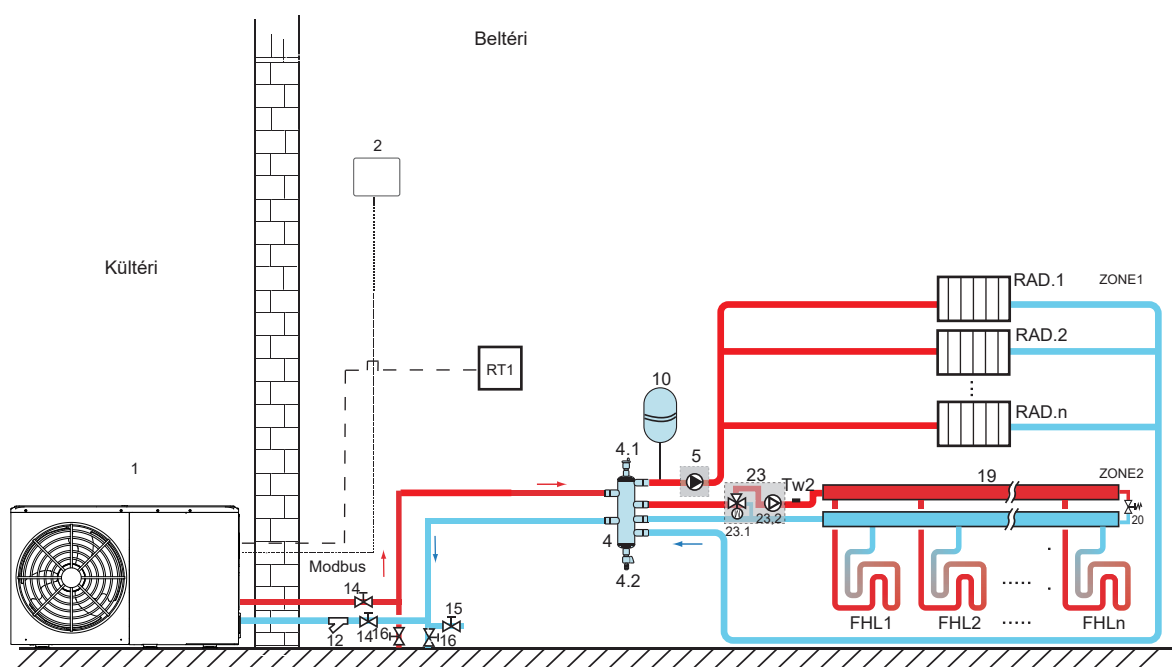 Beltéri
2
Kültéri
RAD.1
ZONE1
RAD.2
RT1
10
RAD.n
4.1
5
1
23
Tw2
19
ZONE2
20
23.1
23,2
4
4.2
Modbus
14
15
12
14
16
16
FHL1
FHL2
.....
FHLn